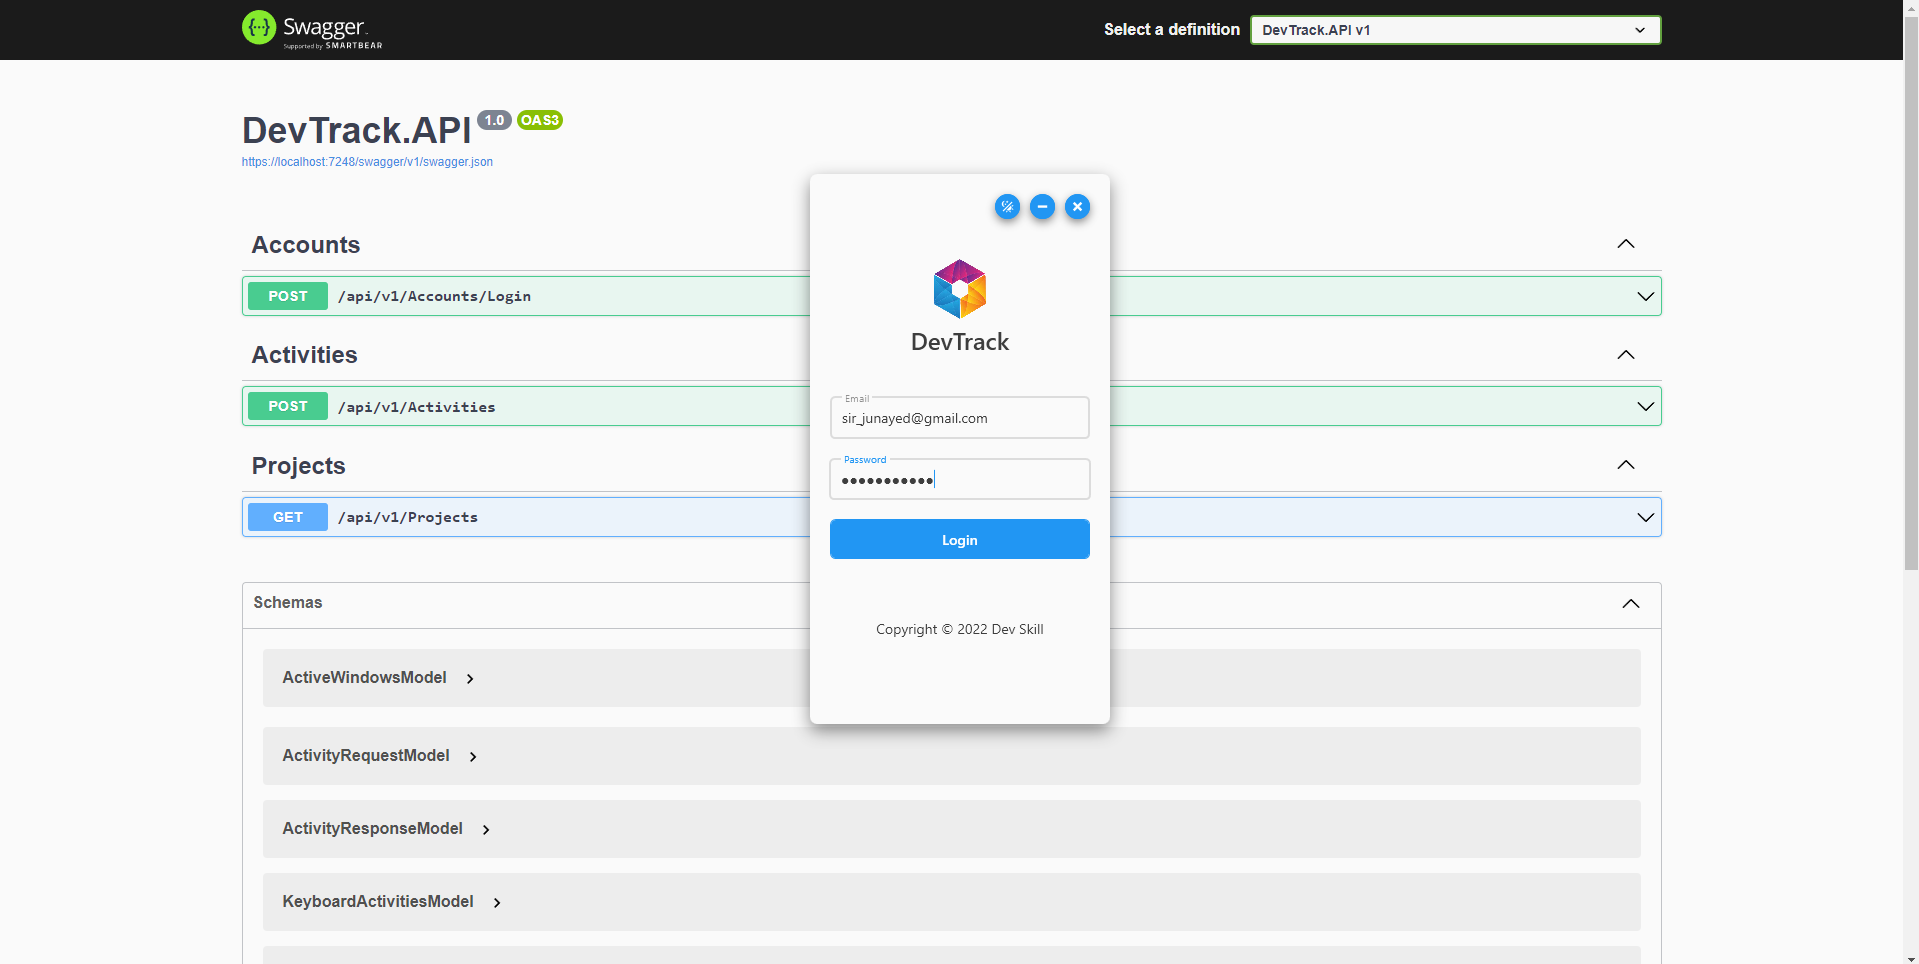 Swagger
Supported by SMARTBEAR
Select a definition
DevTrack.API v1
DevTrack.API 1.0 OAS3
https://localhost:7248/swagger/v1/swagger.json
Accounts
POST /api/v1/Accounts/Login
Activities
POST /api/v1/Activities
Projects
GET /api/v1/Projects
Schemas
ActiveWindowsModel
ActivityRequestModel
ActivityResponseModel
KeyboardActivitiesModel
DevTrack
Email
sir_junayed@gmail.com
Password
•••••••••••
Login
Copyright © 2022 Dev Skill